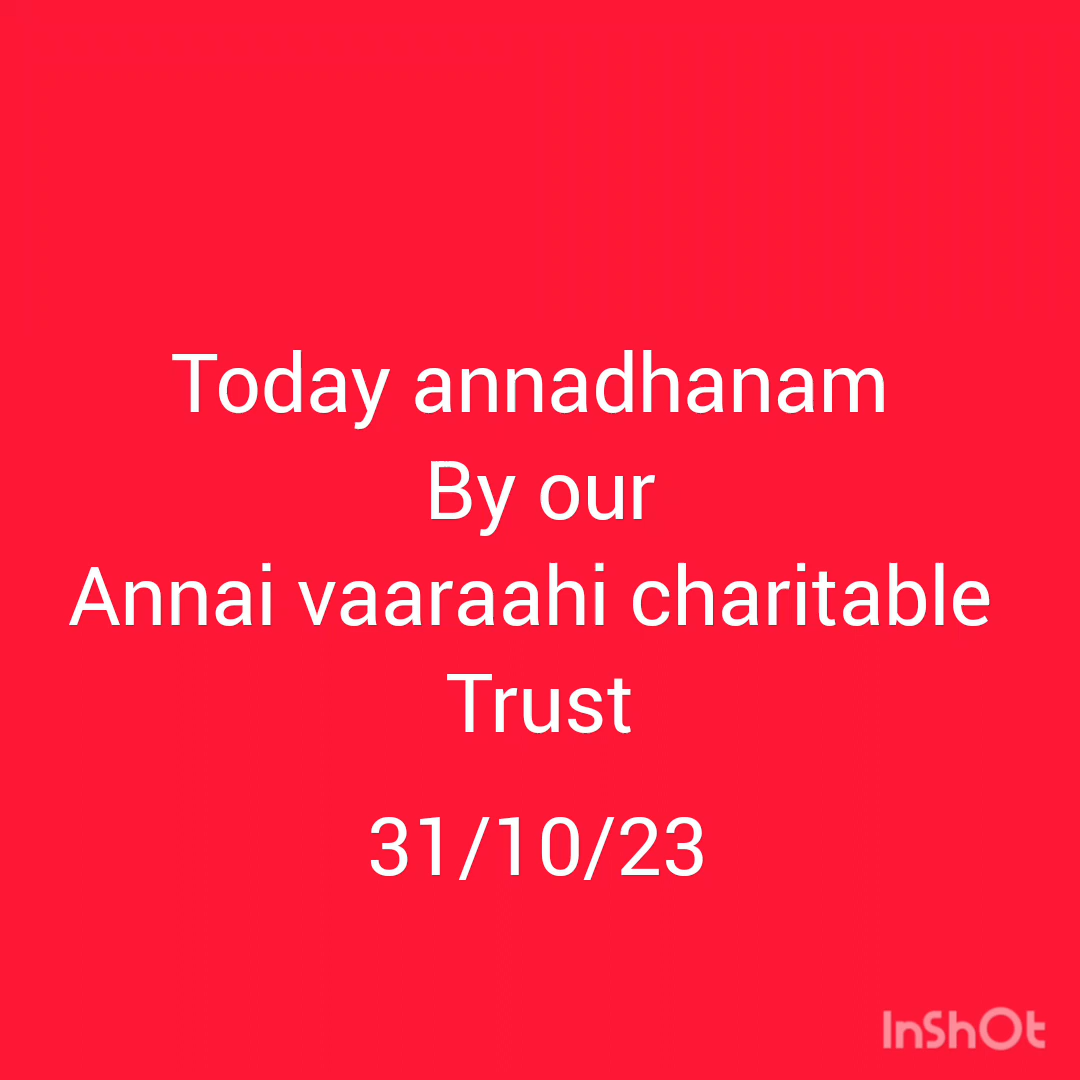 Today annadhanam
By our
Annai vaaraahi charitable
Trust
31/10/23
InShOt